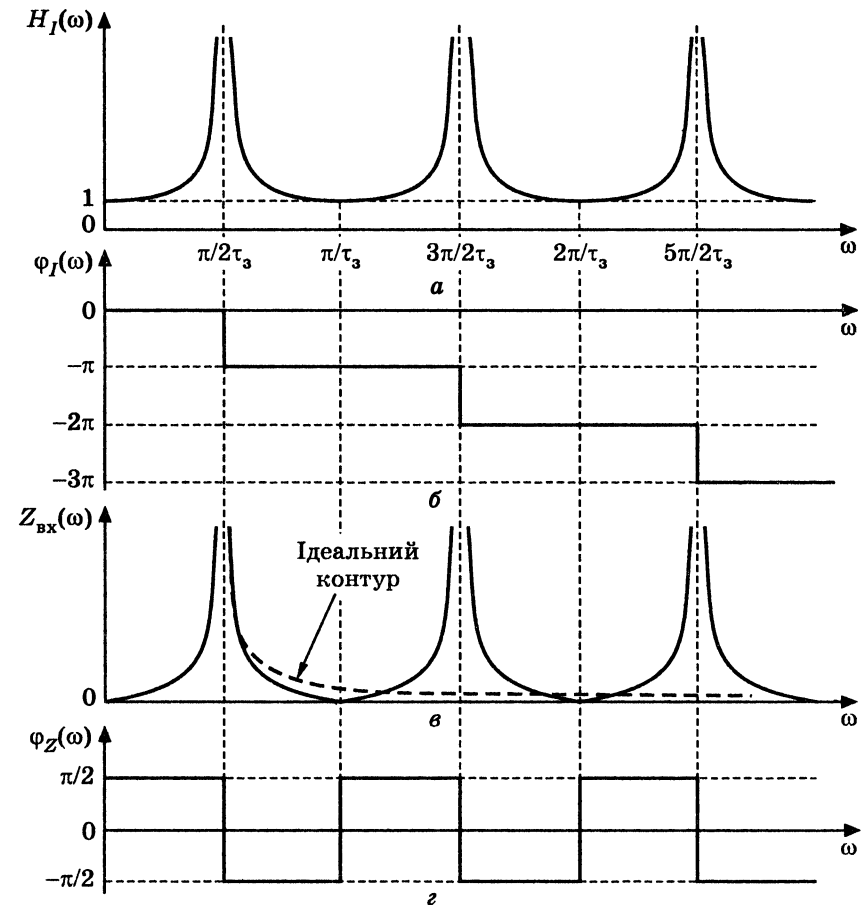 H_I(ω)
1
0
ω
π/2τ_з
π/τ_з
3π/2τ_з
2π/τ_з
5π/2τ_з
а
φ_I(ω)
0
ω
−π
−2π
−3π
б
Z_вх(ω)
Ідеальний
контур
0
ω
в
φ_Z(ω)
π/2
0
ω
−π/2
г